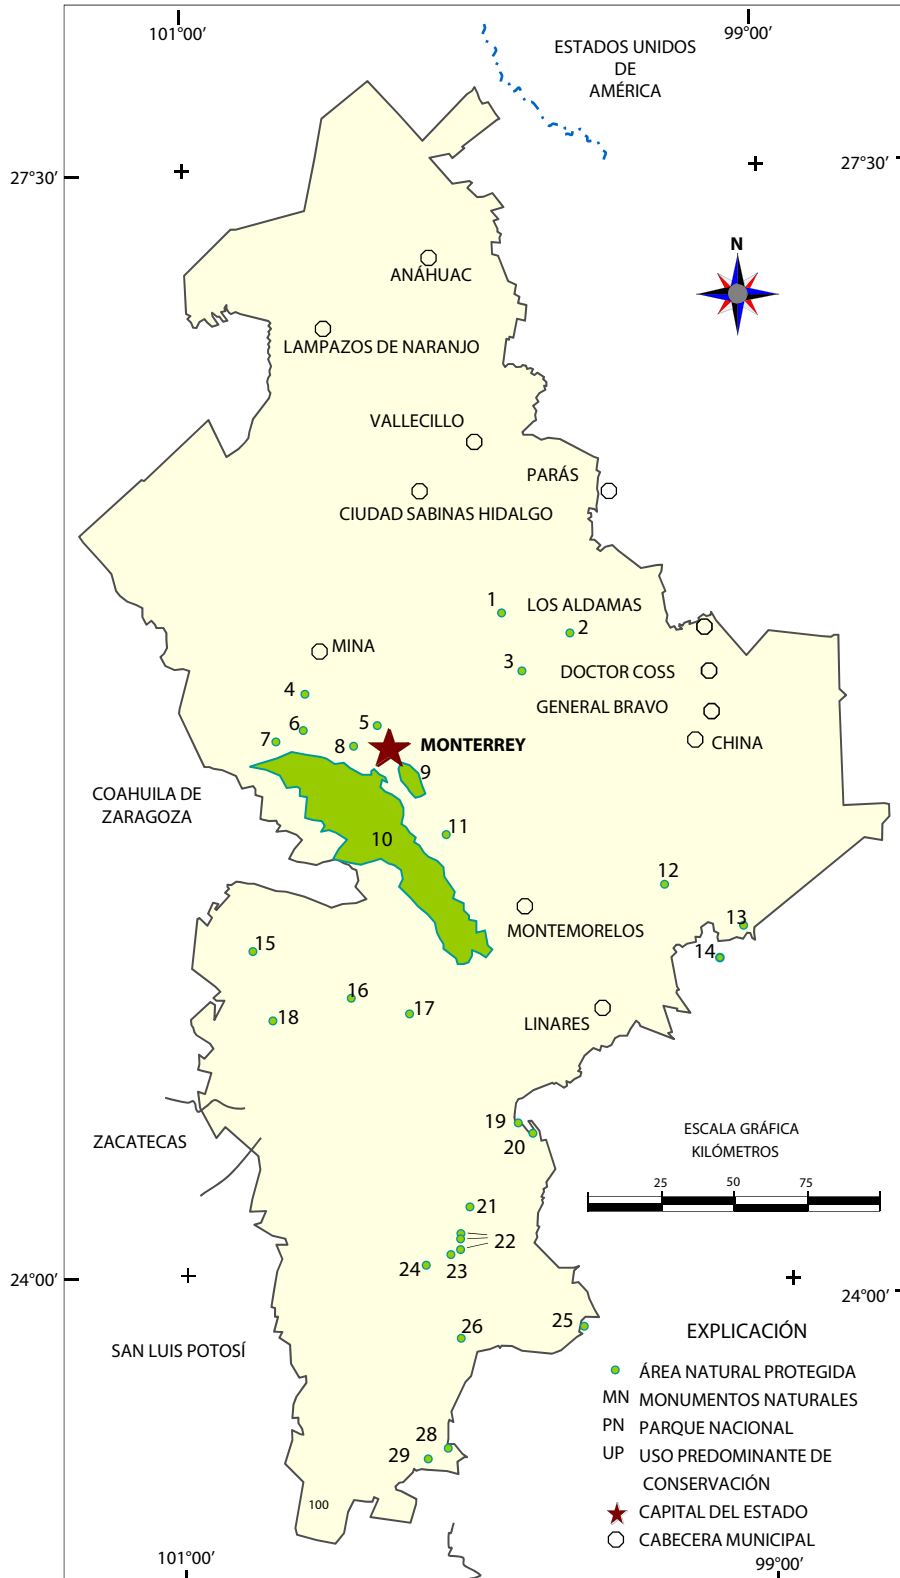 101°00'
99°00'
ESTADOS UNIDOS
DE
AMÉRICA
27°30'
27°30'
N
ANÁHUAC
LAMPAZOS DE NARANJO
VALLECILLO
PARÁS
CIUDAD SABINAS HIDALGO
1
LOS ALDAMAS
2
MINA
3
DOCTOR COSS
4
GENERAL BRAVO
5
6
7
8
MONTERREY
CHINA
9
COAHUILA DE
ZARAGOZA
10
11
12
13
MONTEMORELOS
14
15
16
17
18
LINARES
19
20
ZACATECAS
ESCALA GRÁFICA
KILÓMETROS
25
50
75
21
22
23
24
24°00'
24°00'
25
26
SAN LUIS POTOSÍ
EXPLICACIÓN
ÁREA NATURAL PROTEGIDA
MN MONUMENTOS NATURALES
PN PARQUE NACIONAL
UP USO PREDOMINANTE DE
CONSERVACIÓN
CAPITAL DEL ESTADO
CABECERA MUNICIPAL
28
29
100
101°00'
99°00'